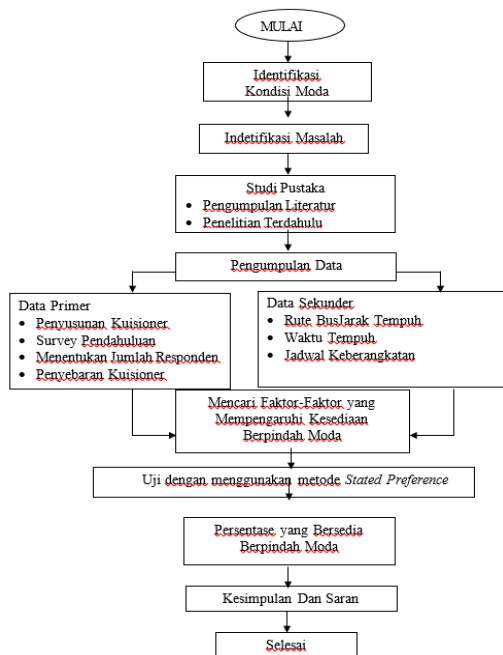 MULAI
Identifikasi
Kondisi Moda
Indetifikasi Masalah
Studi Pustaka
• Pengumpulan Literatur
• Penelitian Terdahulu
Pengumpulan Data
Data Primer
• Penyusunan Kuisioner
• Survey Pendahuluan
• Menentukan Jumlah Responden
• Penyebaran Kuisioner
Data Sekunder
• Rute BusJarak Tempuh
• Waktu Tempuh
• Jadwal Keberangkatan
Mencari Faktor-Faktor yang
Mempengaruhi Kesediaan
Berpindah Moda
Uji dengan menggunakan metode Stated Preference
Persentase yang Bersedia
Berpindah Moda
Kesimpulan Dan Saran
Selesai